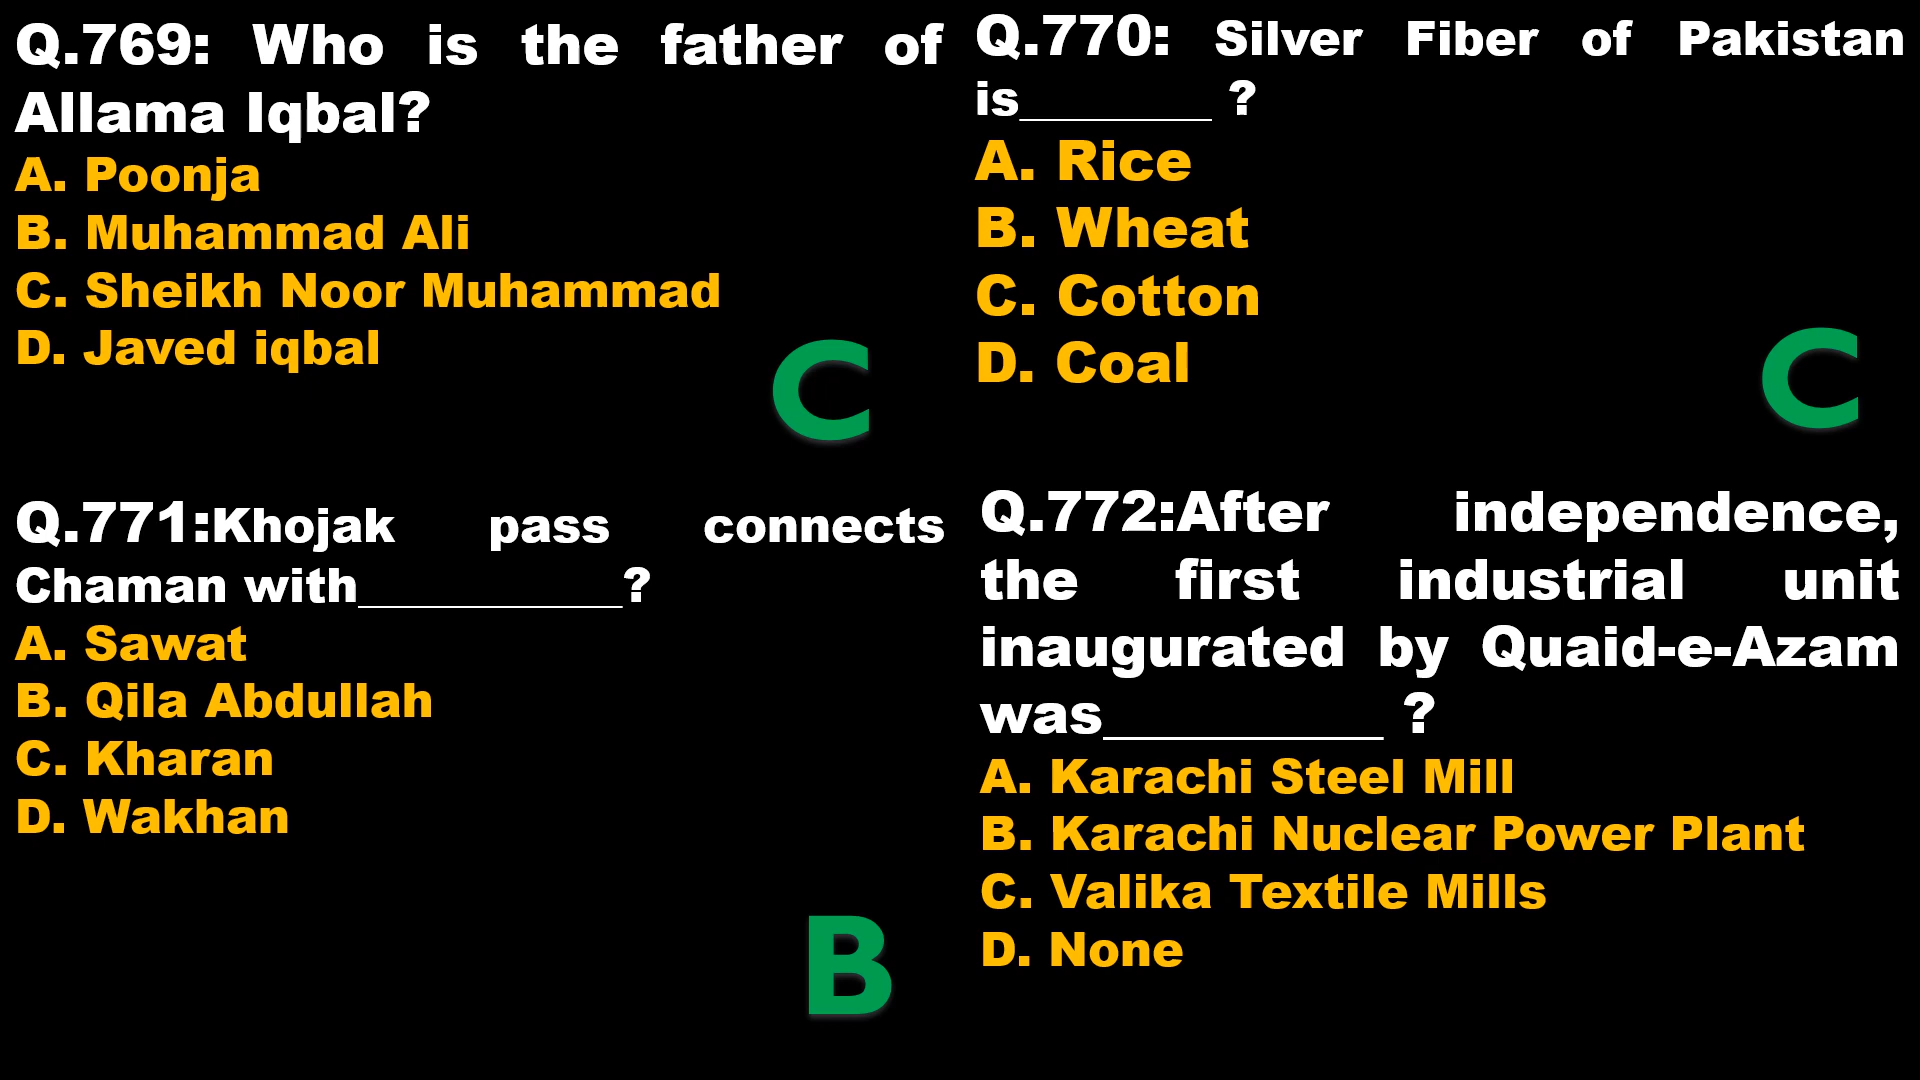 Q.769: Who is the father of
Allama Iqbal?
A. Poonja
B. Muhammad Ali
C. Sheikh Noor Muhammad
D. Javed iqbal
C
Q.770: Silver Fiber of Pakistan
is________ ?
A. Rice
B. Wheat
C. Cotton
D. Coal
C
Q.771:Khojak pass connects
Chaman with___________?
A. Sawat
B. Qila Abdullah
C. Kharan
D. Wakhan
B
Q.772:After independence,
the first industrial unit
inaugurated by Quaid-e-Azam
was__________ ?
A. Karachi Steel Mill
B. Karachi Nuclear Power Plant
C. Valika Textile Mills
D. None